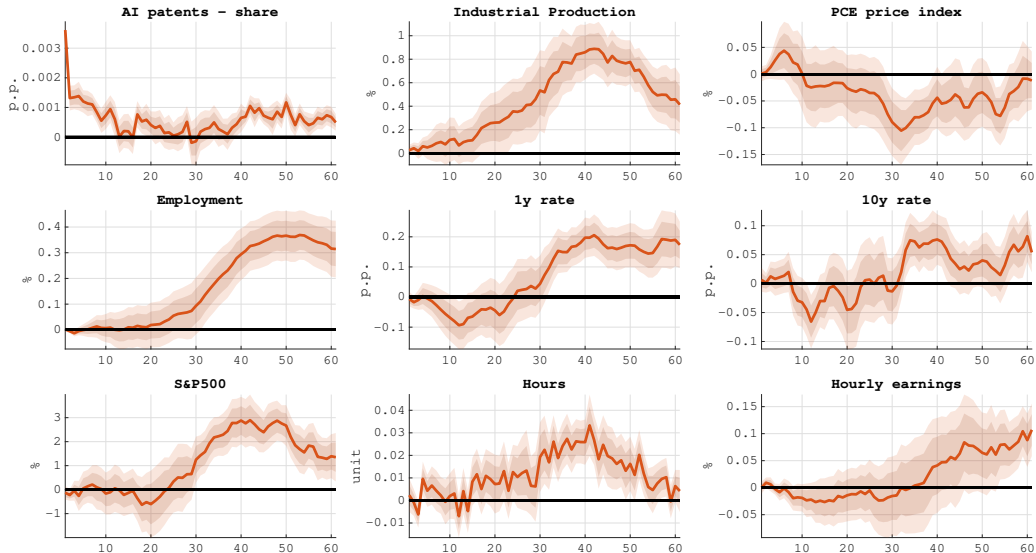 AI patents – share
Industrial Production
PCE price index
p.p.
0.003
0.002
0.001
0
10 20 30 40 50 60
%
1
0.8
0.6
0.4
0.2
0
10 20 30 40 50 60
%
0.05
0
−0.05
−0.1
−0.15
10 20 30 40 50 60
Employment
1y rate
10y rate
%
0.4
0.3
0.2
0.1
0
10 20 30 40 50 60
p.p.
0.2
0.1
0
−0.1
10 20 30 40 50 60
p.p.
0.1
0.05
0
−0.05
−0.1
10 20 30 40 50 60
S&P500
Hours
Hourly earnings
%
3
2
1
0
−1
10 20 30 40 50 60
unit
0.04
0.03
0.02
0.01
0
−0.01
10 20 30 40 50 60
%
0.15
0.1
0.05
0
−0.05
10 20 30 40 50 60